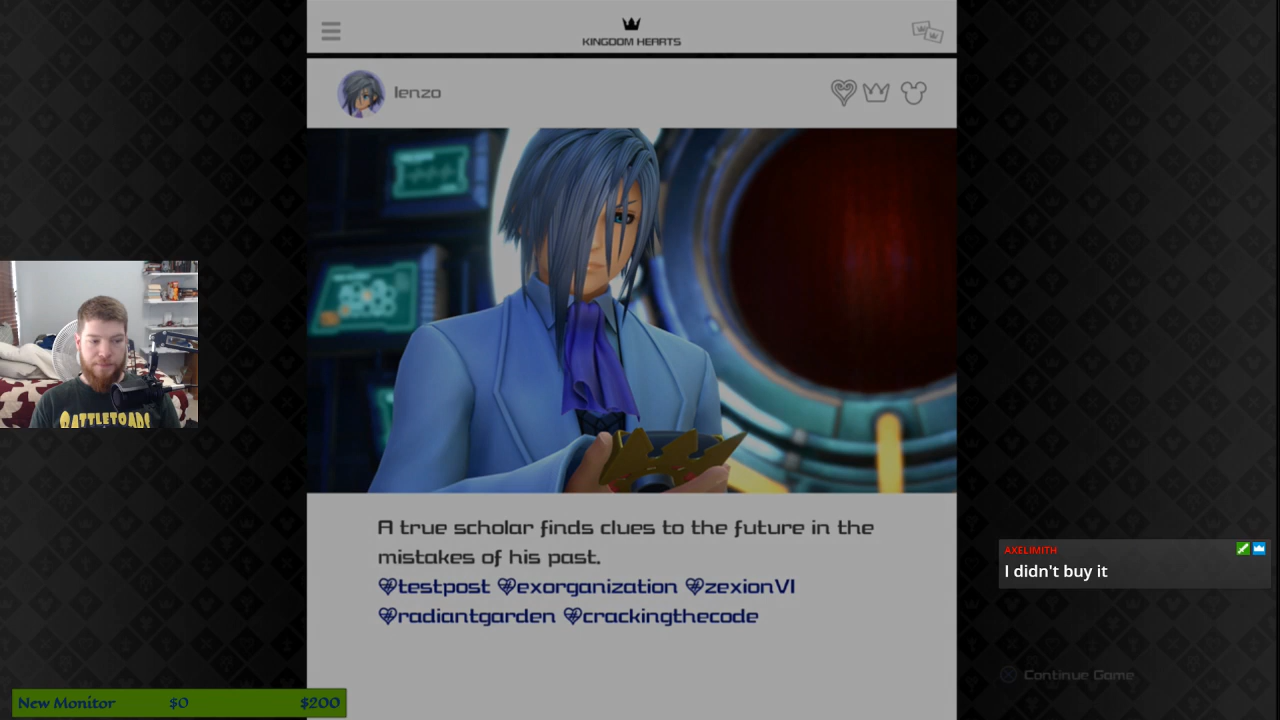 KINGDOM HEARTS
Ienzo
BATTLETOADS
A true scholar finds clues to the future in the
mistakes of his past.
testpost exorganization zexionVI
radiantgarden crackingthecode
AXELIMITH
I didn't buy it
Continue Game
New Monitor $0 $200